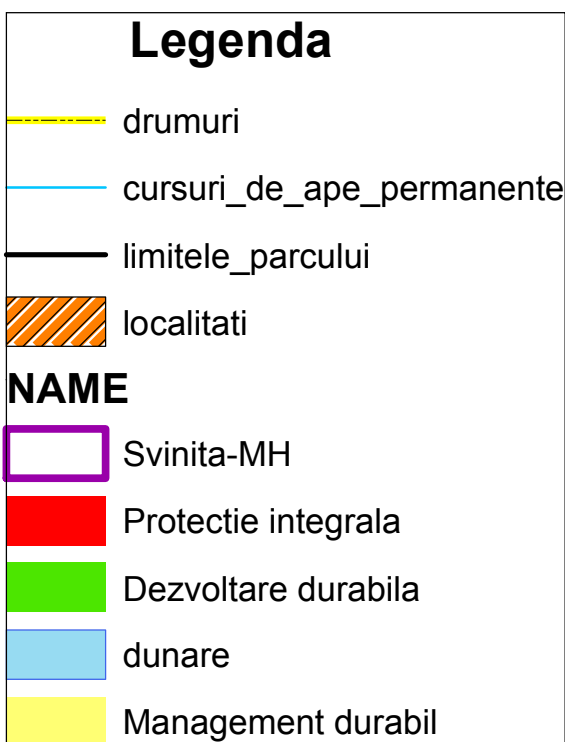 Legenda
drumuri
cursuri_de_ape_permanente
limitele_parcului
localitati
NAME
Svinita-MH
Protectie integrala
Dezvoltare durabila
dunare
Management durabil